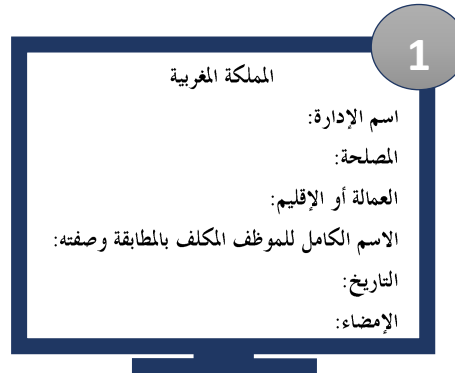 1
المملكة المغربية
اسم الإدارة:
المصلحة:
العمالة أو الإقليم:
الاسم الكامل للموظف المكلف بالمطابقة وصفته:
التاريخ:
الإمضاء: